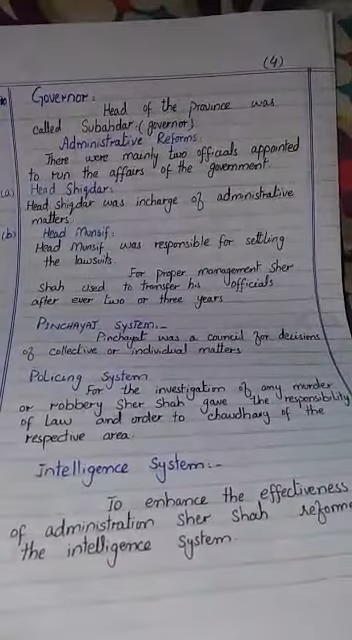 (4)
Governor:
Head of the Province was
called Subahdar (governor)
Administrative Reforms:
There were mainly two officials appointed
to run the affairs of the government.
(a) Head Shiqdar:
Head Shiqdar was incharge of administrative
matters.
(b) Head Munsif:
Head Munsif was responsible for settling
the lawsuits.
For proper management Sher
Shah used to transfer his officials
after ever two or three years
PINCHAYAT SYSTEM:-
Pinchayat was a council for decisions
of collective or individual matters
Policing System
For the investigation of any murder
or robbery Sher Shah gave the responsibility
of Law and order to chaudhary of the
respective area.
Intelligence System:-
To enhance the effectiveness
of administration Sher Shah reforme
the intelligence system.